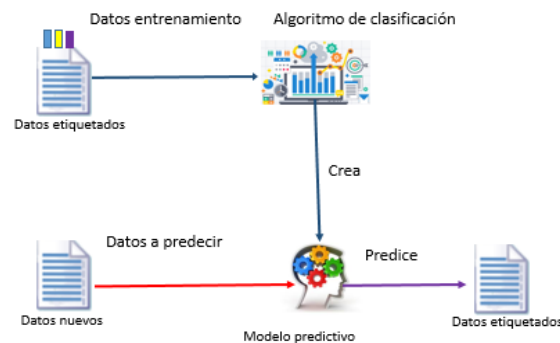 Datos entrenamiento
Algoritmo de clasificación
Datos etiquetados
Crea
Datos a predecir
Predice
Datos nuevos
Modelo predictivo
Datos etiquetados